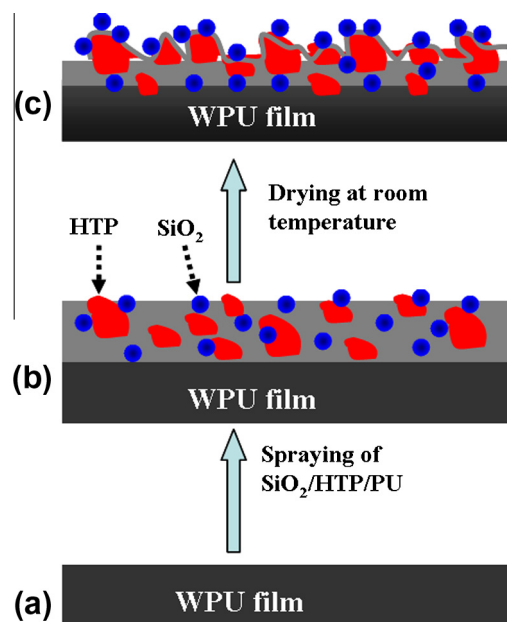 (c)
WPU film
Drying at room
temperature
HTP
SiO₂
(b)
WPU film
Spraying of
SiO₂/HTP/PU
(a)
WPU film